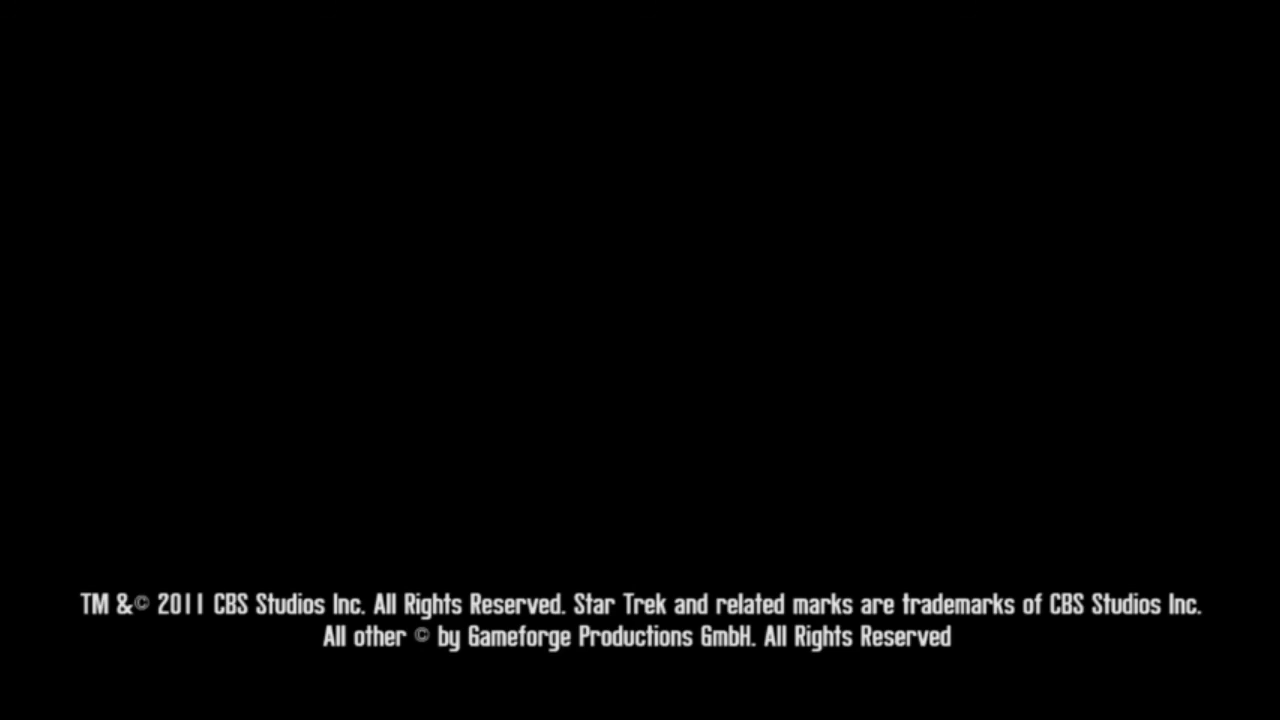 TM &© 2011 CBS Studios Inc. All Rights Reserved. Star Trek and related marks are trademarks of CBS Studios Inc.
All other © by Gameforge Productions GmbH. All Rights Reserved